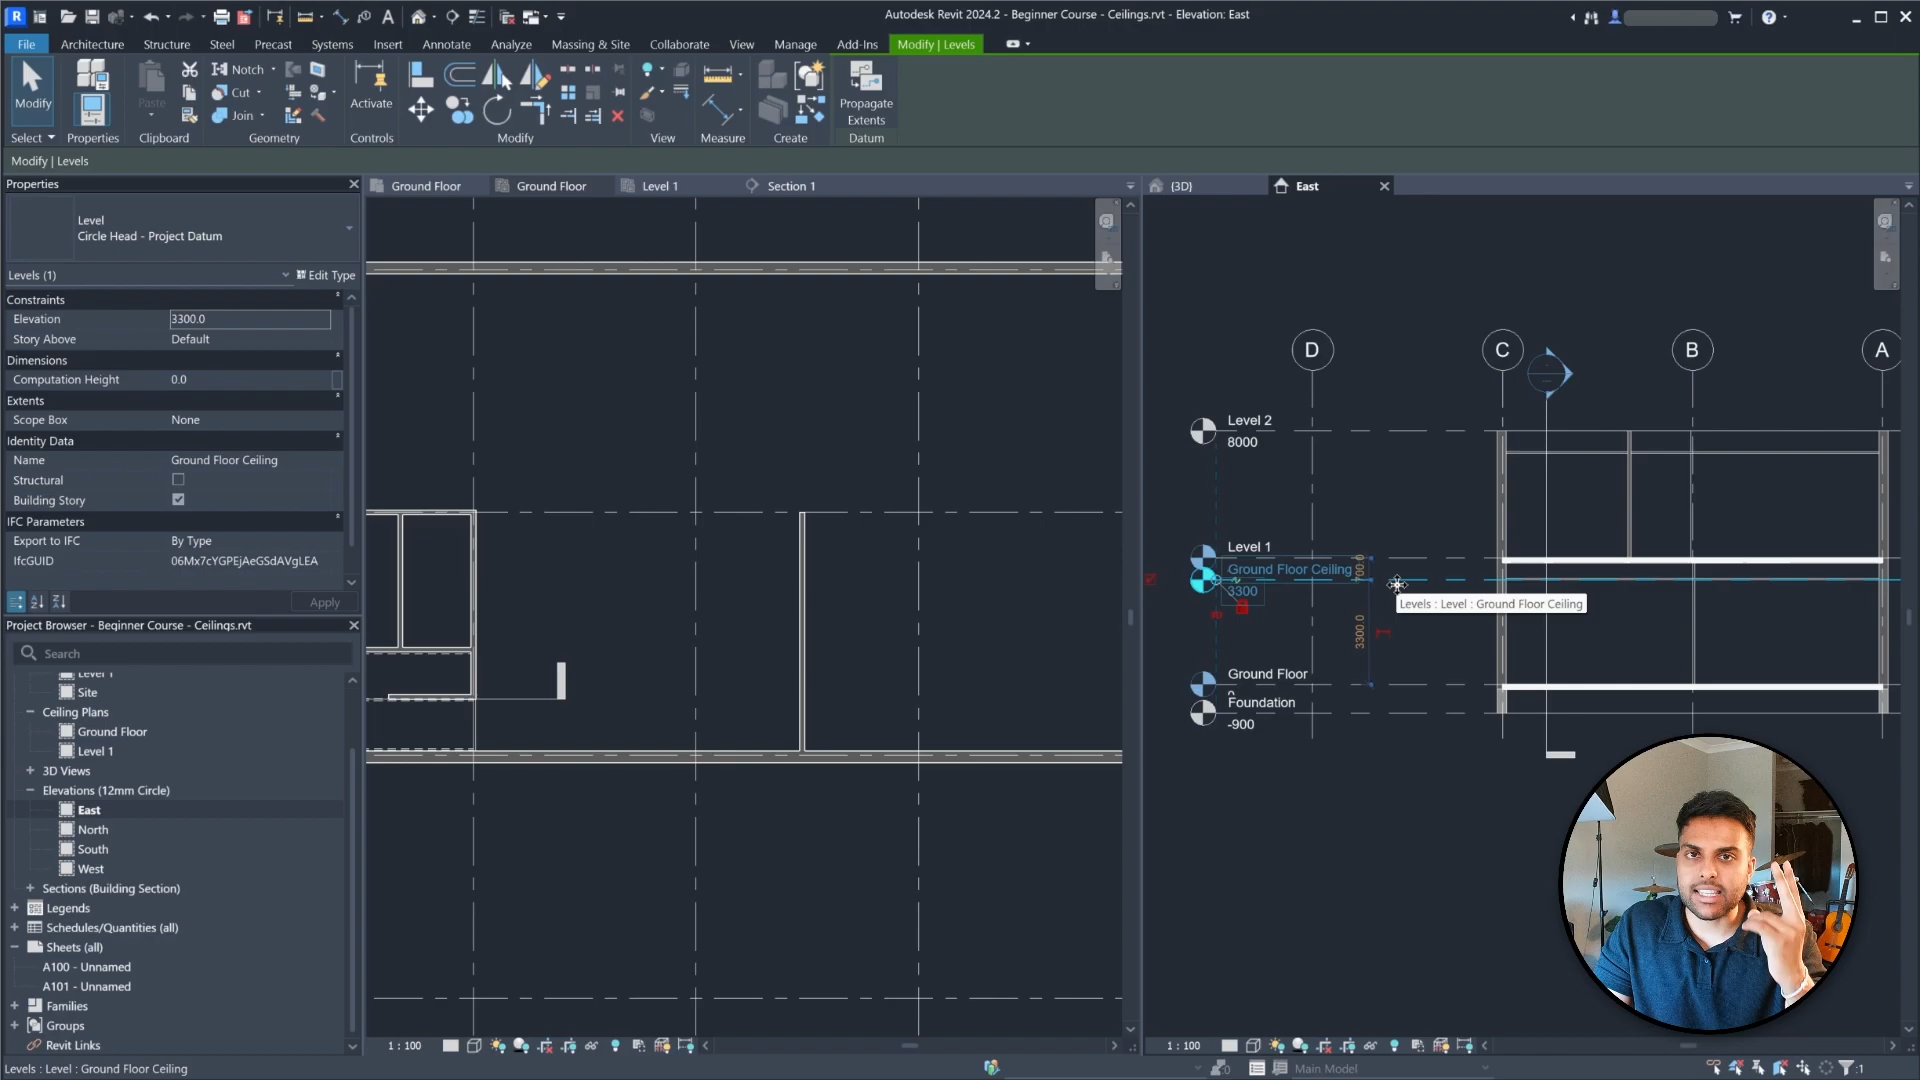 Autodesk Revit 2024.2 - Beginner Course - Ceilings.rvt - Elevation: East
File Architecture Structure Steel Precast Systems Insert Annotate Analyze Massing & Site Collaborate View Manage Add-Ins Modify | Levels
Modify
Paste
Notch
Cut
Join
Activate
Propagate
Extents
Select Properties Clipboard Geometry Controls Modify View Measure Create Datum
Modify | Levels
Properties
Ground Floor Ground Floor Level 1 Section 1
{3D} East
Level
Circle Head - Project Datum
Levels (1) Edit Type
Constraints
Elevation 3300.0
Story Above Default
Dimensions
Computation Height 0.0
Extents
Scope Box None
Identity Data
Name Ground Floor Ceiling
Structural
Building Story
IFC Parameters
Export to IFC By Type
IfcGUID 06Mx7cYGPEjAeGSdAVgLEA
Apply
Project Browser - Beginner Course - Ceilings.rvt
Search
Level 1
Site
Ceiling Plans
Ground Floor
Level 1
3D Views
Elevations (12mm Circle)
East
North
South
West
Sections (Building Section)
Legends
Schedules/Quantities (all)
Sheets (all)
A100 - Unnamed
A101 - Unnamed
Families
Groups
Revit Links
D C B A
Level 2
8000
Level 1
Ground Floor Ceiling
3300
700.0
3300.0
Levels : Level : Ground Floor Ceiling
Ground Floor
Foundation
-900
1 : 100
1 : 100
Levels : Level : Ground Floor Ceiling
Main Model
:1